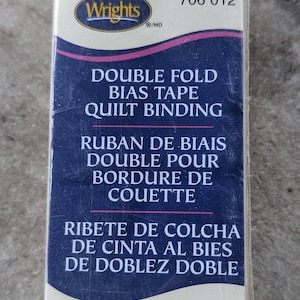 706 012
Wrights
®/MD
DOUBLE FOLD
BIAS TAPE
QUILT BINDING
RUBAN DE BIAIS
DOUBLE POUR
BORDURE DE
COUETTE
RIBETE DE COLCHA
DE CINTA AL BIES
DE DOBLEZ DOBLE